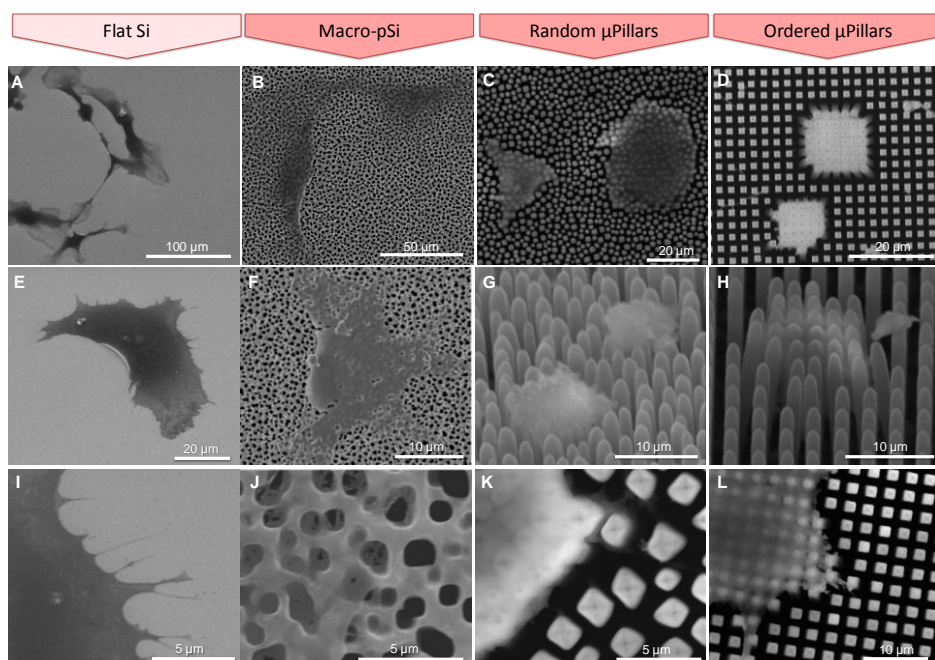 Flat Si
Macro-pSi
Random µPillars
Ordered µPillars
A
B
C
D
100 µm
50 µm
20 µm
20 µm
E
F
G
H
20 µm
10 µm
10 µm
10 µm
I
J
K
L
5 µm
5 µm
5 µm
10 µm